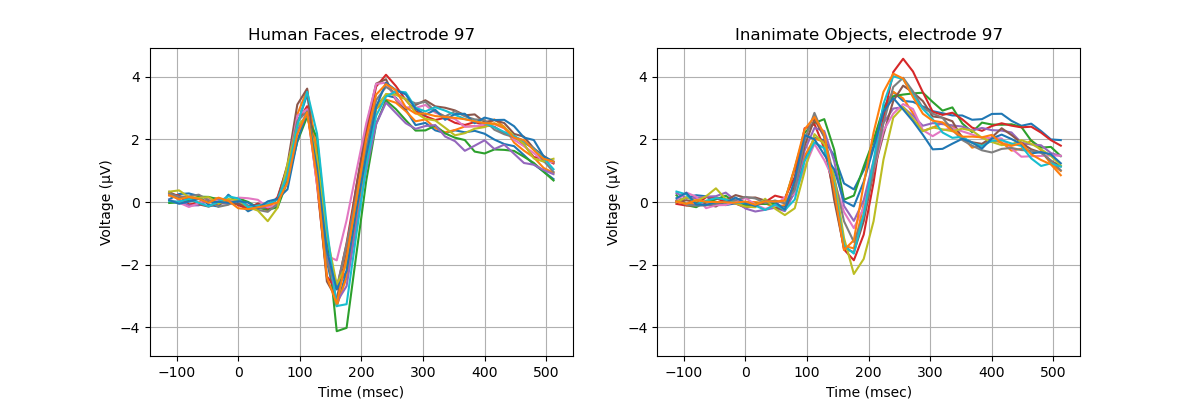 Human Faces, electrode 97
4
2
0
−2
−4
Voltage (μV)
−100 0 100 200 300 400 500
Time (msec)
Inanimate Objects, electrode 97
4
2
0
−2
−4
Voltage (μV)
−100 0 100 200 300 400 500
Time (msec)